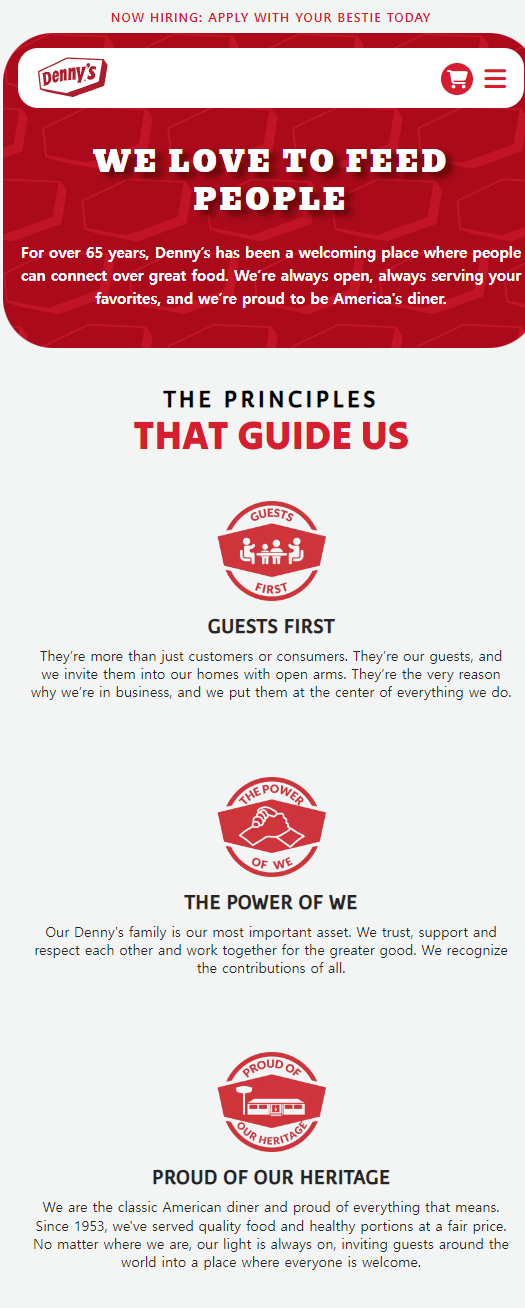 NOW HIRING: APPLY WITH YOUR BESTIE TODAY
Denny's
WE LOVE TO FEED
PEOPLE
For over 65 years, Denny's has been a welcoming place where people
can connect over great food. We're always open, always serving your
favorites, and we're proud to be America's diner.
THE PRINCIPLES
THAT GUIDE US
GUESTS
FIRST
GUESTS FIRST
They're more than just customers or consumers. They're our guests, and
we invite them into our homes with open arms. They're the very reason
why we're in business, and we put them at the center of everything we do.
THE POWER
OF WE
THE POWER OF WE
Our Denny's family is our most important asset. We trust, support and
respect each other and work together for the greater good. We recognize
the contributions of all.
PROUD OF
OUR HERITAGE
PROUD OF OUR HERITAGE
We are the classic American diner and proud of everything that means.
Since 1953, we've served quality food and healthy portions at a fair price.
No matter where we are, our light is always on, inviting guests around the
world into a place where everyone is welcome.